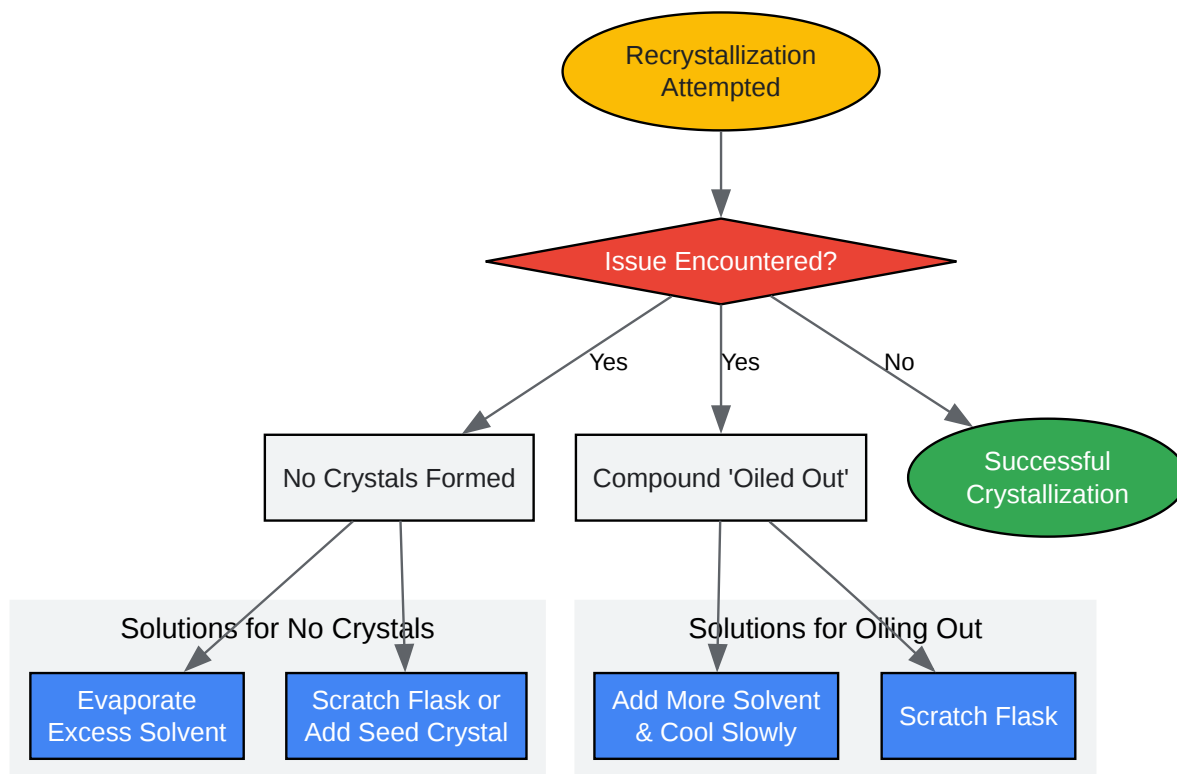 Recrystallization
Attempted
Issue Encountered?
Yes
Yes
No
No Crystals Formed
Compound 'Oiled Out'
Successful
Crystallization
Solutions for No Crystals
Solutions for Oiling Out
Evaporate
Excess Solvent
Scratch Flask or
Add Seed Crystal
Add More Solvent
& Cool Slowly
Scratch Flask